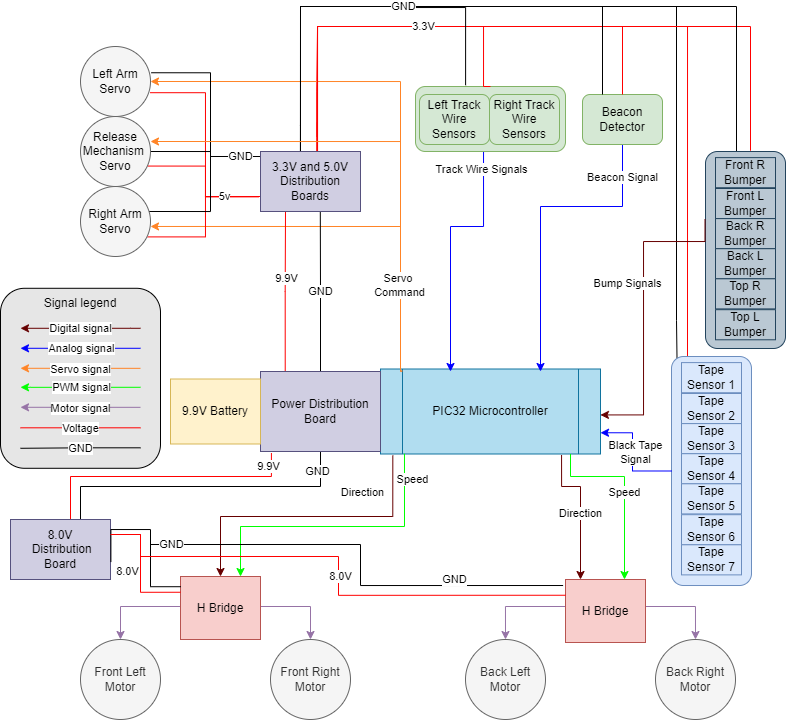 GND
3.3V
Left Arm
Servo
Release
Mechanism
Servo
Right Arm
Servo
GND
5v
3.3V and 5.0V
Distribution
Boards
Left Track
Wire
Sensors
Right Track
Wire
Sensors
Beacon
Detector
Track Wire Signals
Beacon Signal
Front R
Bumper
Front L
Bumper
Back R
Bumper
Back L
Bumper
Top R
Bumper
Top L
Bumper
9.9V
GND
Servo
Command
Bump Signals
Signal legend
Digital signal
Analog signal
Servo signal
PWM signal
Motor signal
Voltage
GND
9.9V Battery
Power Distribution
Board
PIC32 Microcontroller
Tape
Sensor 1
Tape
Sensor 2
Tape
Sensor 3
Tape
Sensor 4
Tape
Sensor 5
Tape
Sensor 6
Tape
Sensor 7
Black Tape
Signal
9.9V
GND
Direction
Speed
Direction
Speed
8.0V
Distribution
Board
GND
8.0V
8.0V
GND
H Bridge
H Bridge
Front Left
Motor
Front Right
Motor
Back Left
Motor
Back Right
Motor